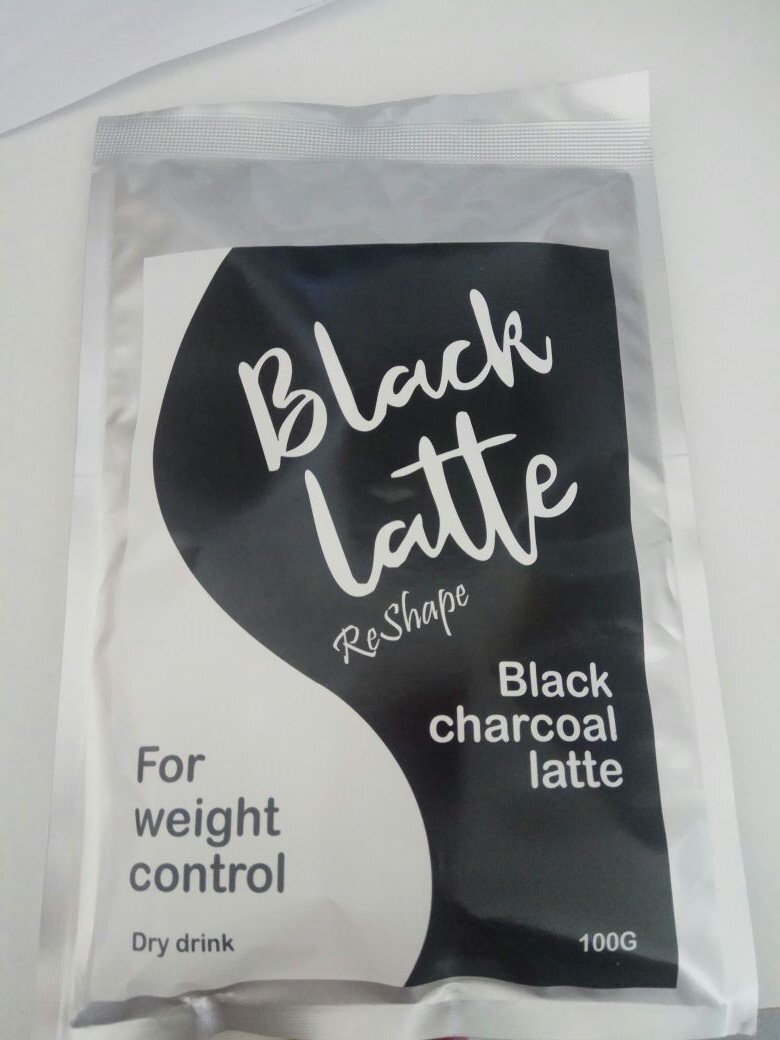 Black
Latte
ReShape
Black
charcoal
latte
For
weight
control
Dry drink
100G